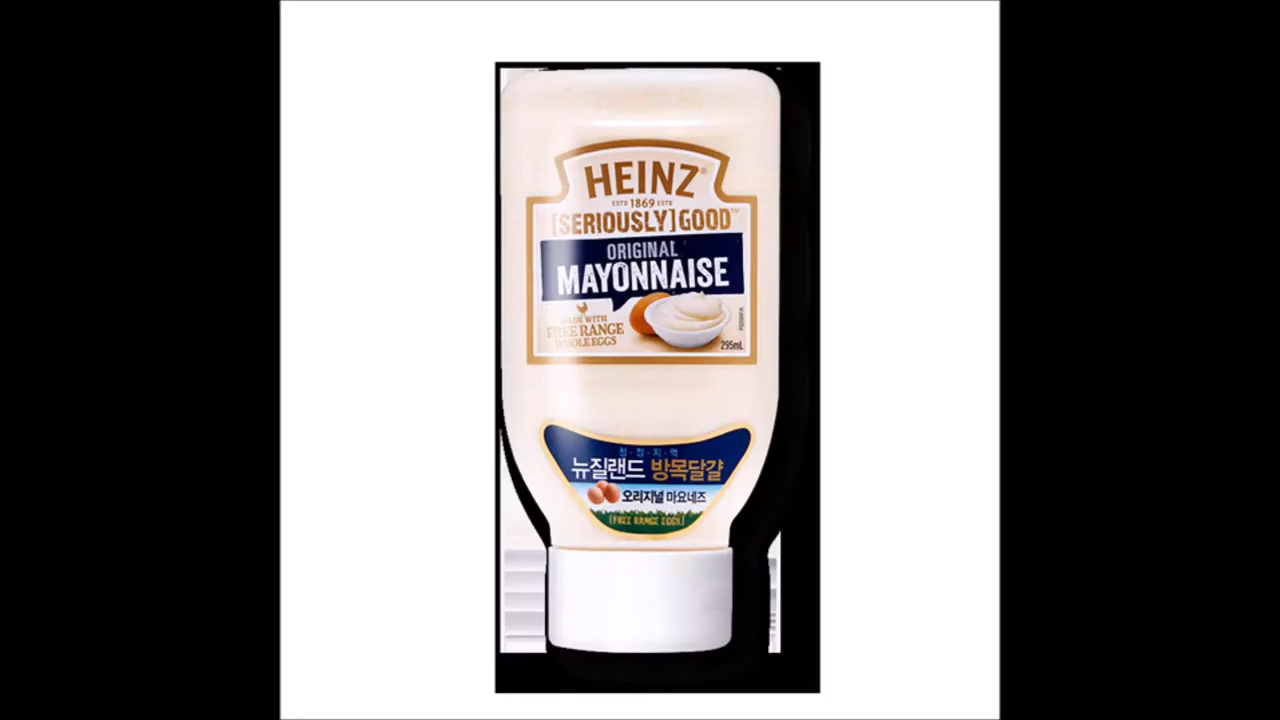 HEINZ®
ESTD 1869 ESTD
[SERIOUSLY] GOOD™
ORIGINAL
MAYONNAISE
MADE WITH
FREE RANGE
WHOLE EGGS
295mL
청·정·지·역
뉴질랜드 방목달걀
오리지널 마요네즈
[FREE RANGE EGGS]